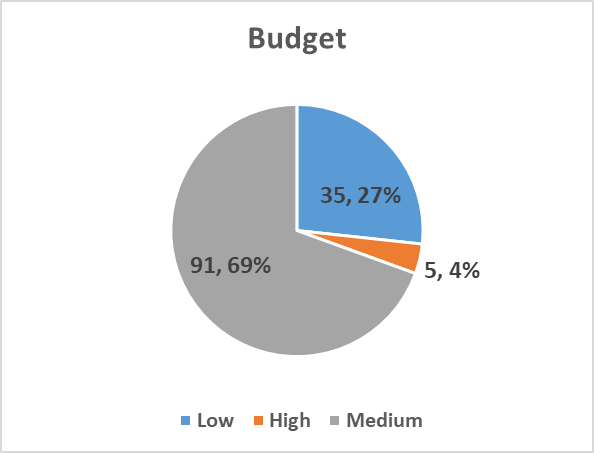 Budget
35, 27%
91, 69%
5, 4%
Low High Medium